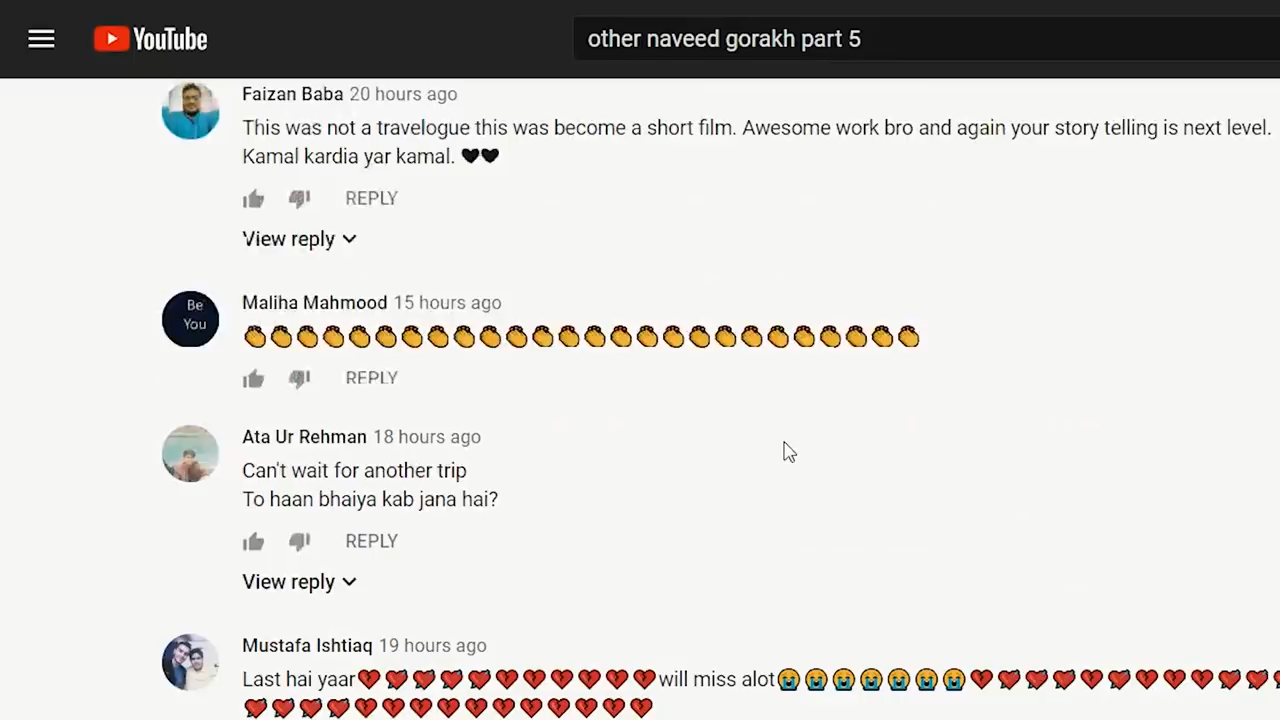 YouTube
other naveed gorakh part 5
Faizan Baba 20 hours ago
This was not a travelogue this was become a short film. Awesome work bro and again your story telling is next level.
Kamal kardia yar kamal. 🖤🖤
REPLY
View reply
Be
You
Maliha Mahmood 15 hours ago
👏👏👏👏👏👏👏👏👏👏👏👏👏👏👏👏👏👏👏👏👏👏👏👏👏👏
REPLY
Ata Ur Rehman 18 hours ago
Can't wait for another trip
To haan bhaiya kab jana hai?
REPLY
View reply
Mustafa Ishtiaq 19 hours ago
Last hai yaar💔💘💘💘💘💔💔💔💔💔💔will miss alot😭😭😭😭😭😭😭💔💘💘💘💔💘💔💔💔💘💘
💘💘💘💘💔💔💔💔💔💔💔💔💔💔💔